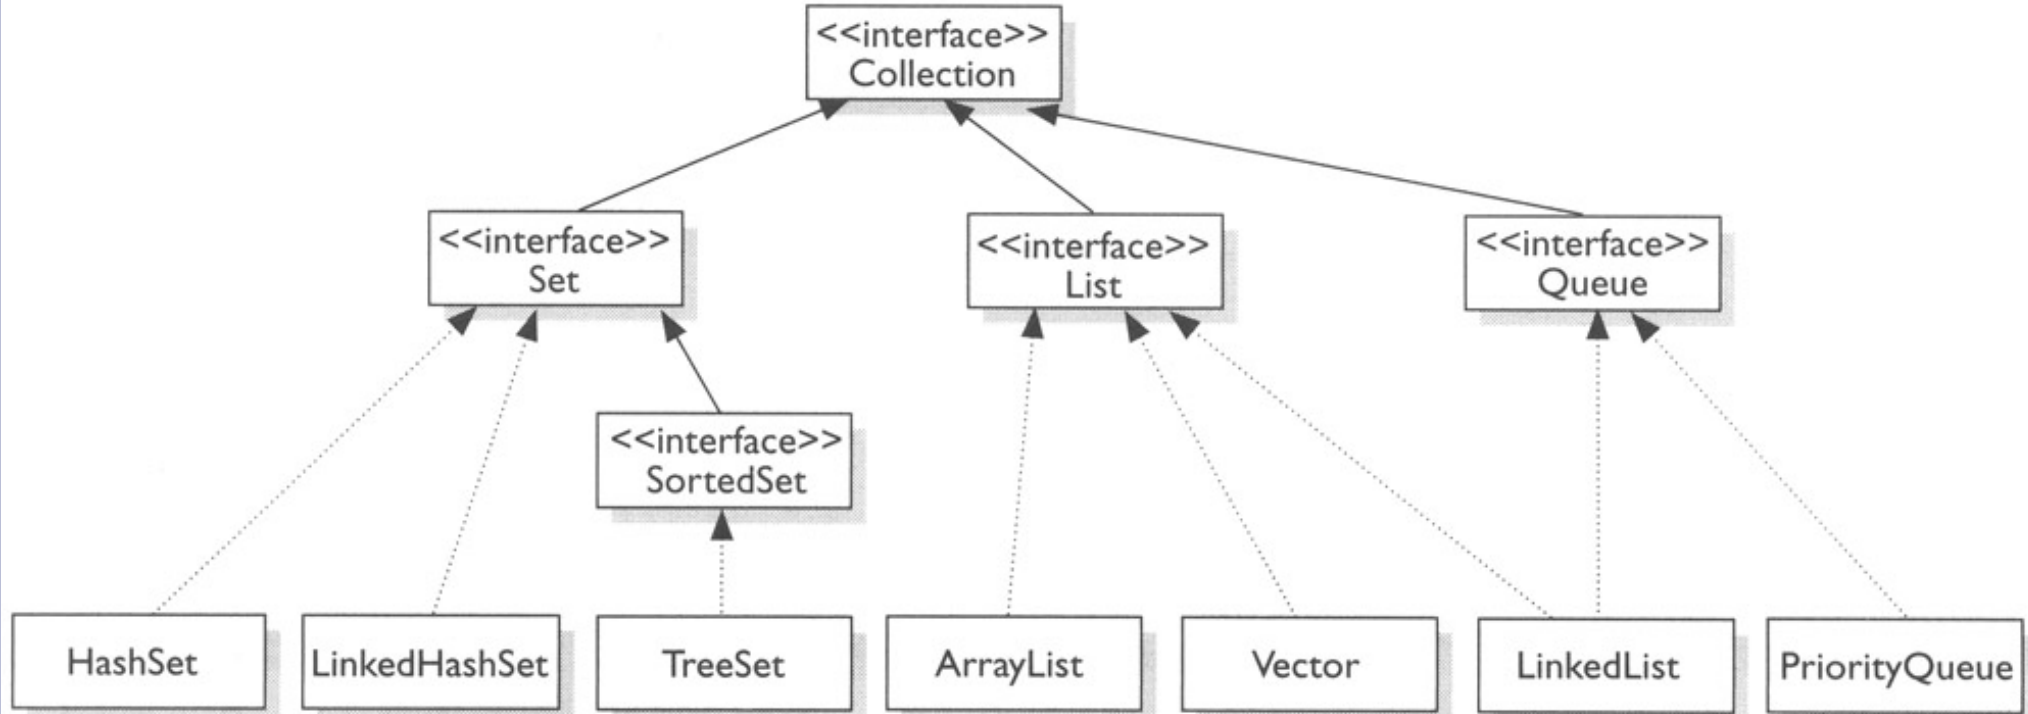 <<interface>>
Collection
<<interface>>
Set
<<interface>>
List
<<interface>>
Queue
<<interface>>
SortedSet
HashSet
LinkedHashSet
TreeSet
ArrayList
Vector
LinkedList
PriorityQueue